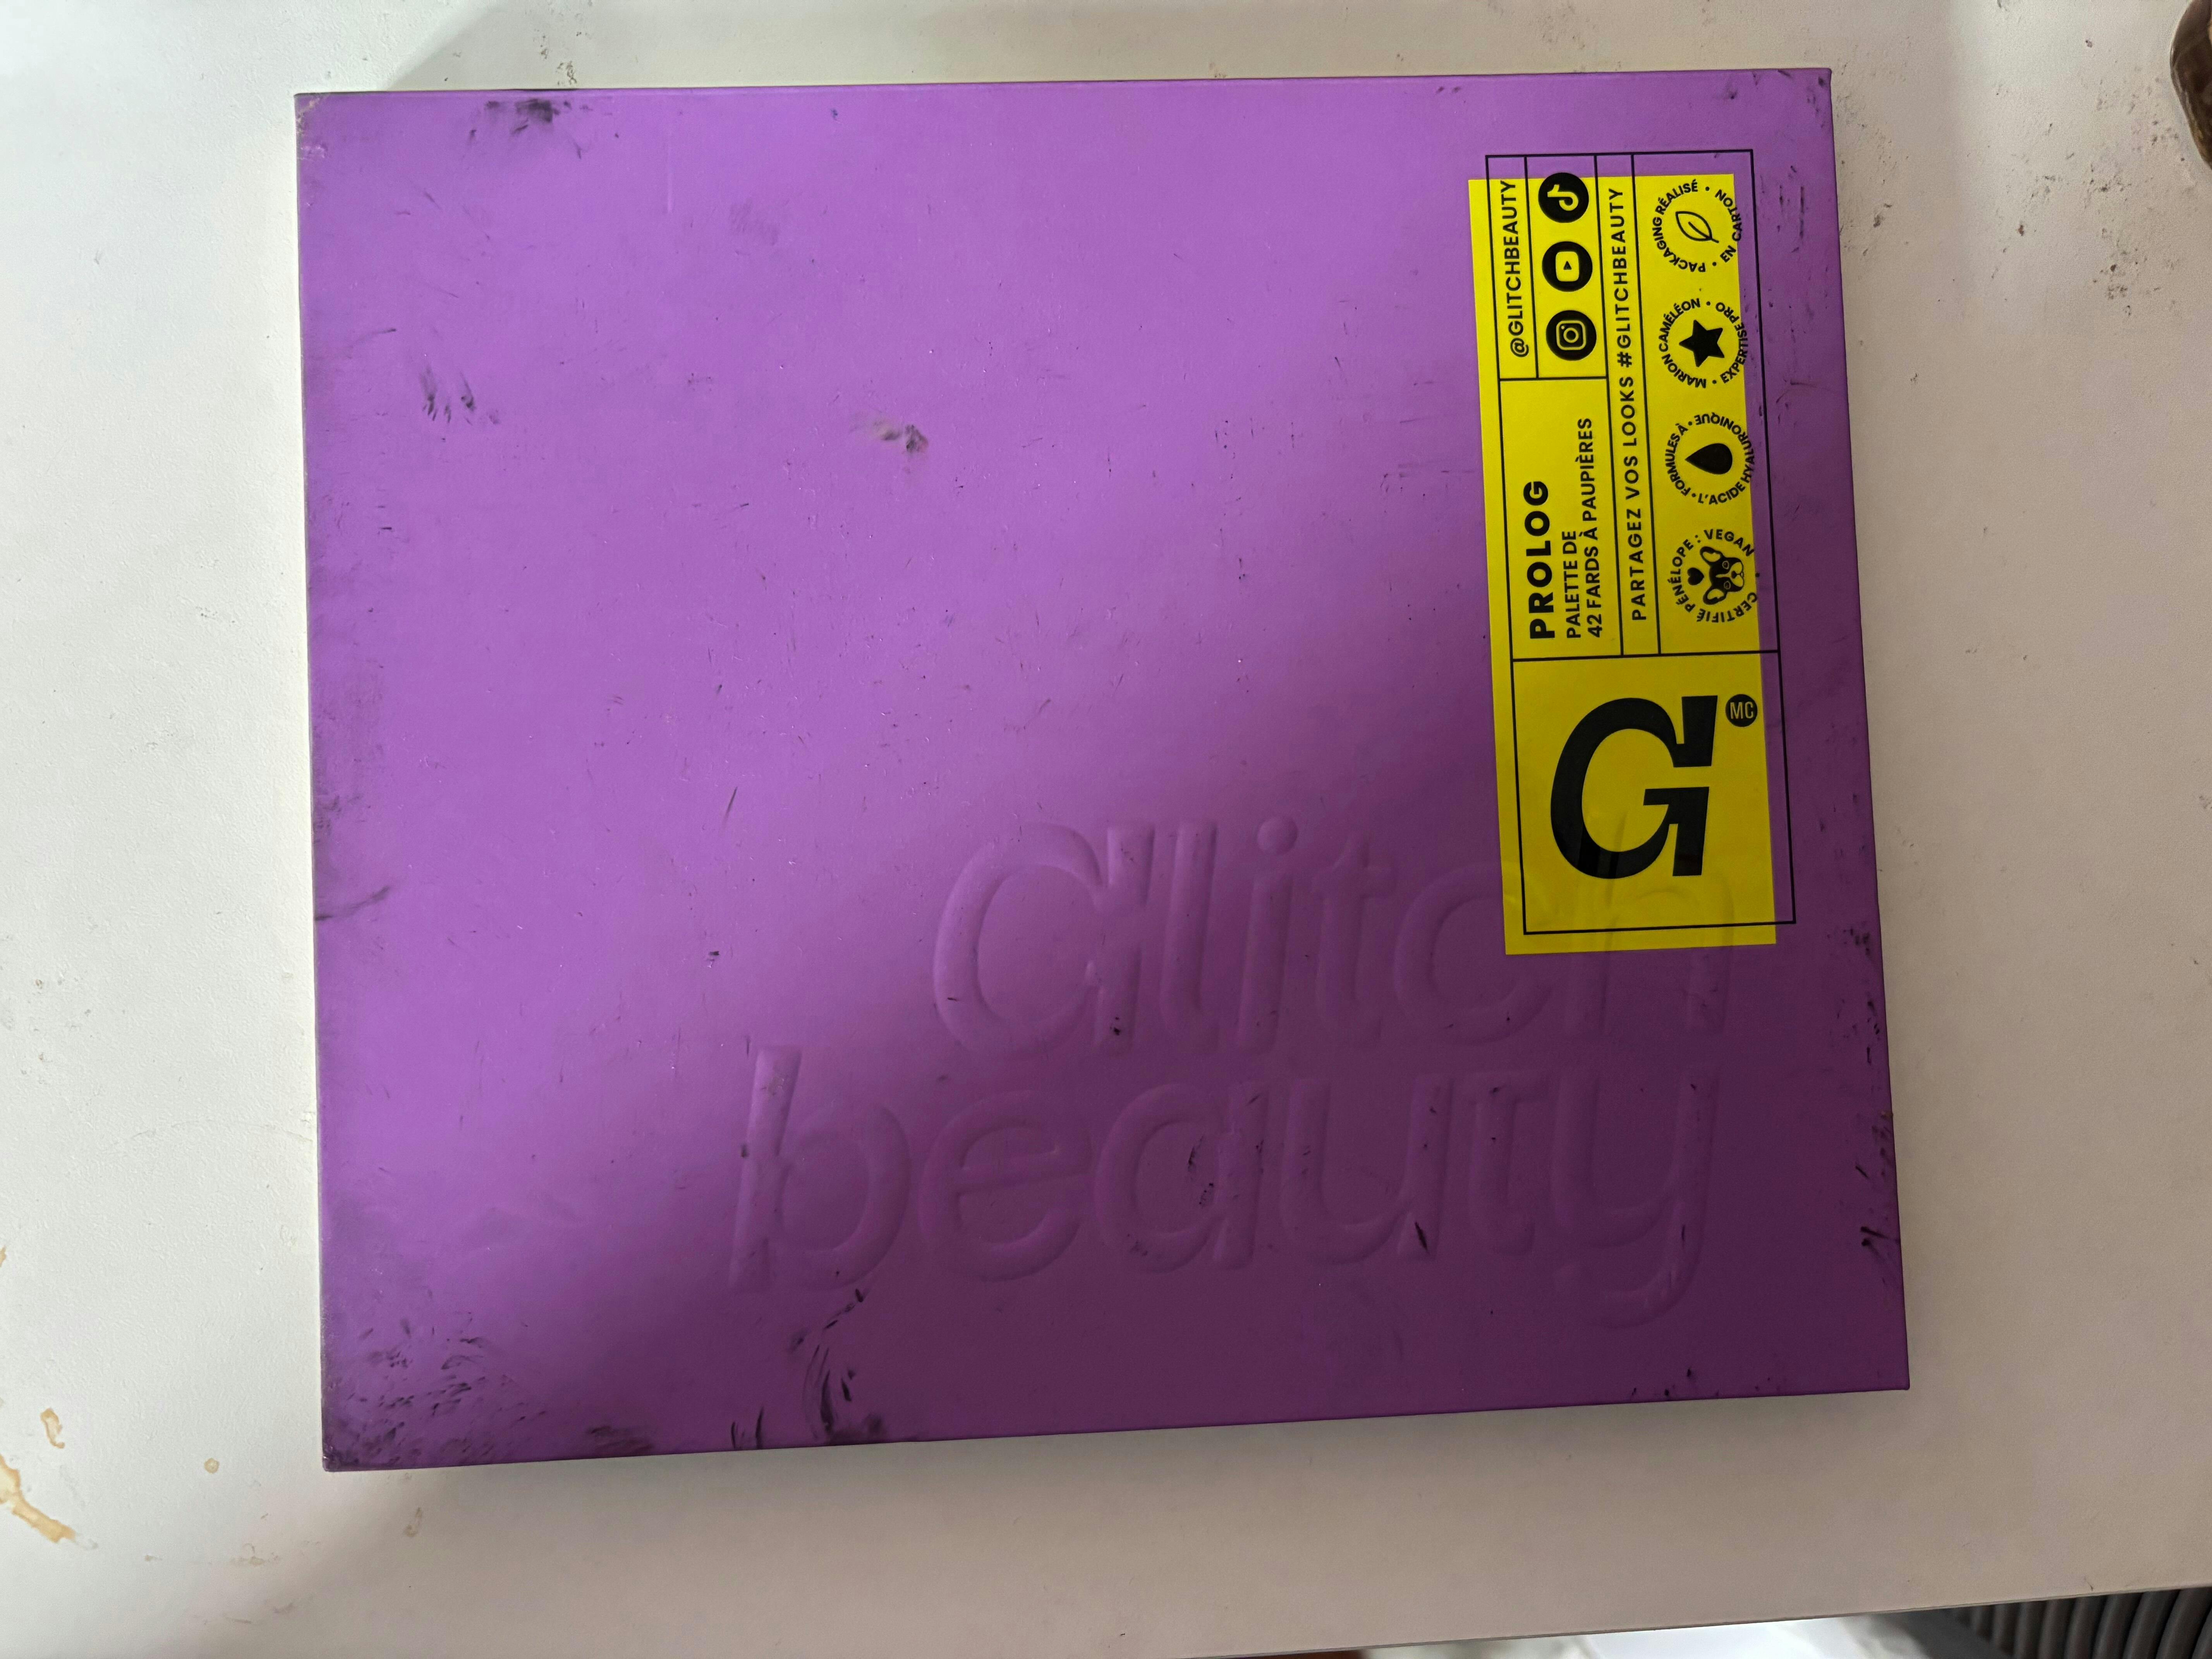 glitch
beauty
@GLITCHBEAUTY
PROLOG
PALETTE DE
42 FARDS À PAUPIÈRES
PARTAGEZ VOS LOOKS #GLITCHBEAUTY
CERTIFIÉ PÉNÉLOPE : VEGAN
FORMULES À • L'ACIDE HYALURONIQUE •
MARION CAMÉLÉON • EXPERTISE PRO •
PACKAGING RÉALISÉ • EN CARTON •
G MC